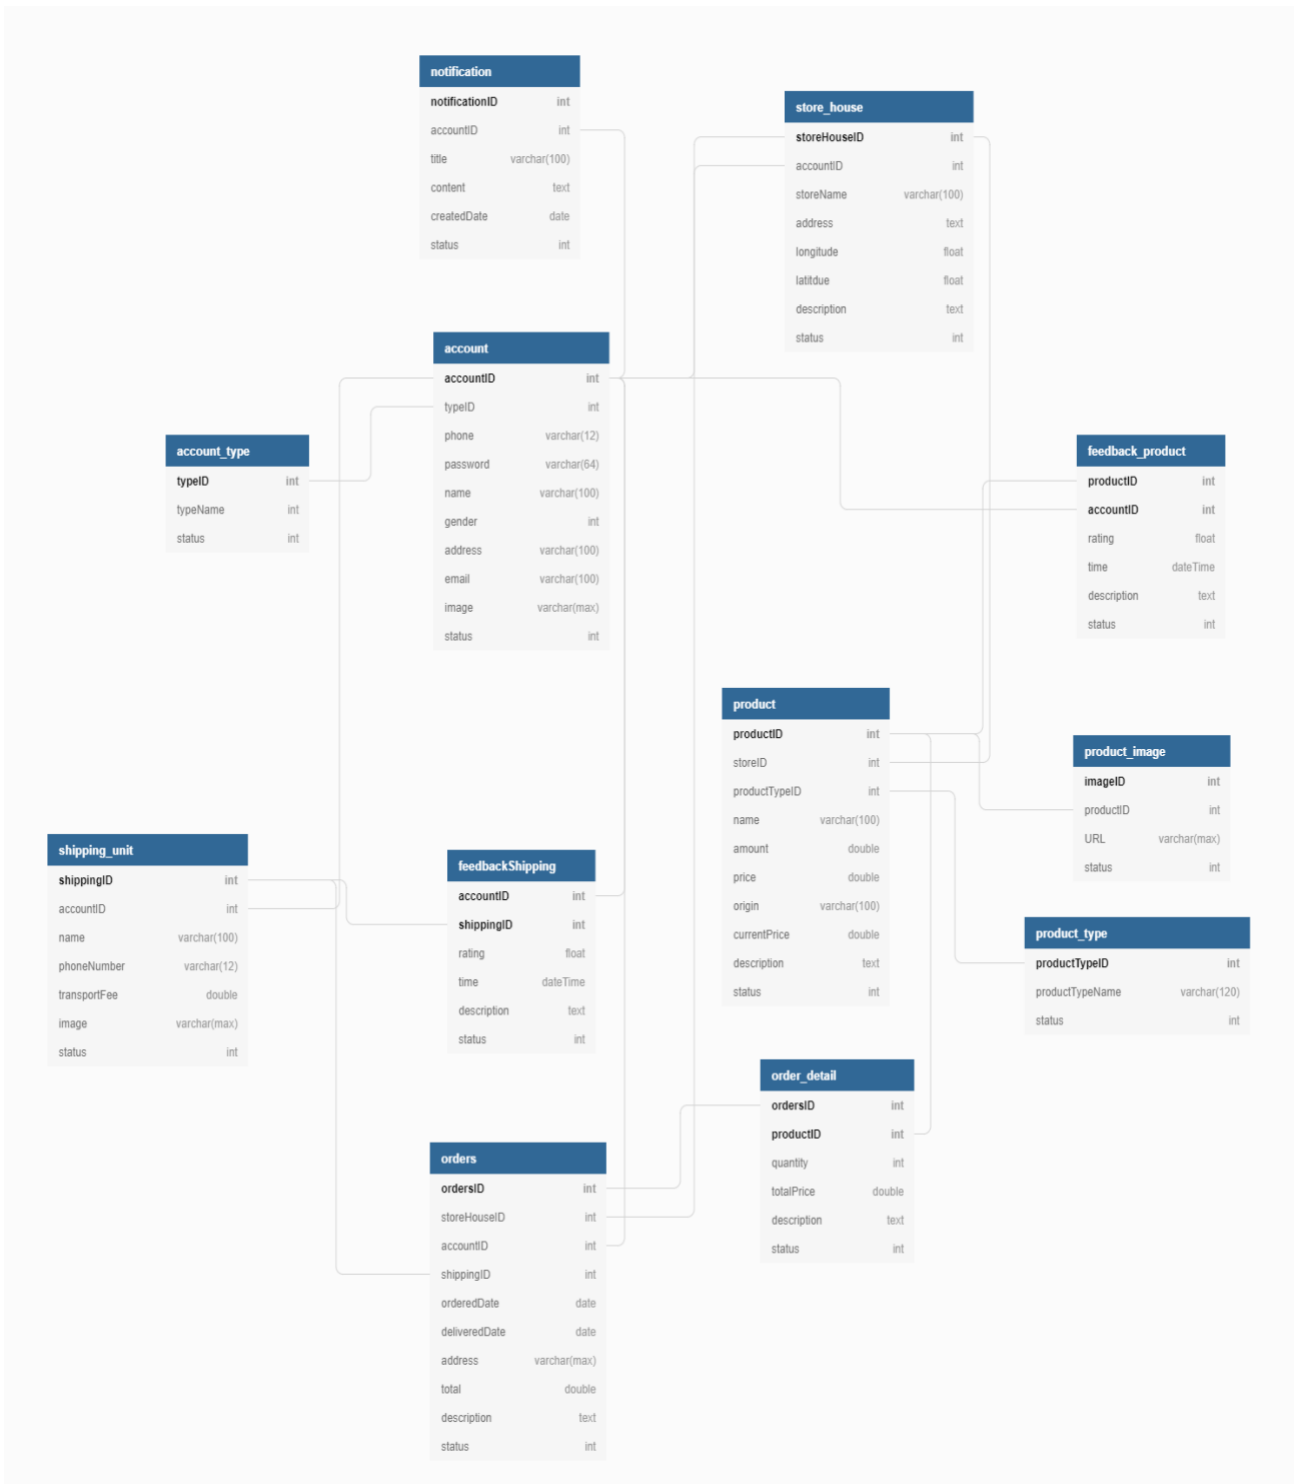 notification
notificationID int
accountID int
title varchar(100)
content text
createdDate date
status int
store_house
storeHouseID int
accountID int
storeName varchar(100)
address text
longitude float
latitdue float
description text
status int
account
accountID int
typeID int
phone varchar(12)
password varchar(64)
name varchar(100)
gender int
address varchar(100)
email varchar(100)
image varchar(max)
status int
account_type
typeID int
typeName int
status int
feedback_product
productID int
accountID int
rating float
time dateTime
description text
status int
product
productID int
storeID int
productTypeID int
name varchar(100)
amount double
price double
origin varchar(100)
currentPrice double
description text
status int
product_image
imageID int
productID int
URL varchar(max)
status int
shipping_unit
shippingID int
accountID int
name varchar(100)
phoneNumber varchar(12)
transportFee double
image varchar(max)
status int
feedbackShipping
accountID int
shippingID int
rating float
time dateTime
description text
status int
product_type
productTypeID int
productTypeName varchar(120)
status int
order_detail
ordersID int
productID int
quantity int
totalPrice double
description text
status int
orders
ordersID int
storeHouseID int
accountID int
shippingID int
orderedDate date
deliveredDate date
address varchar(max)
total double
description text
status int